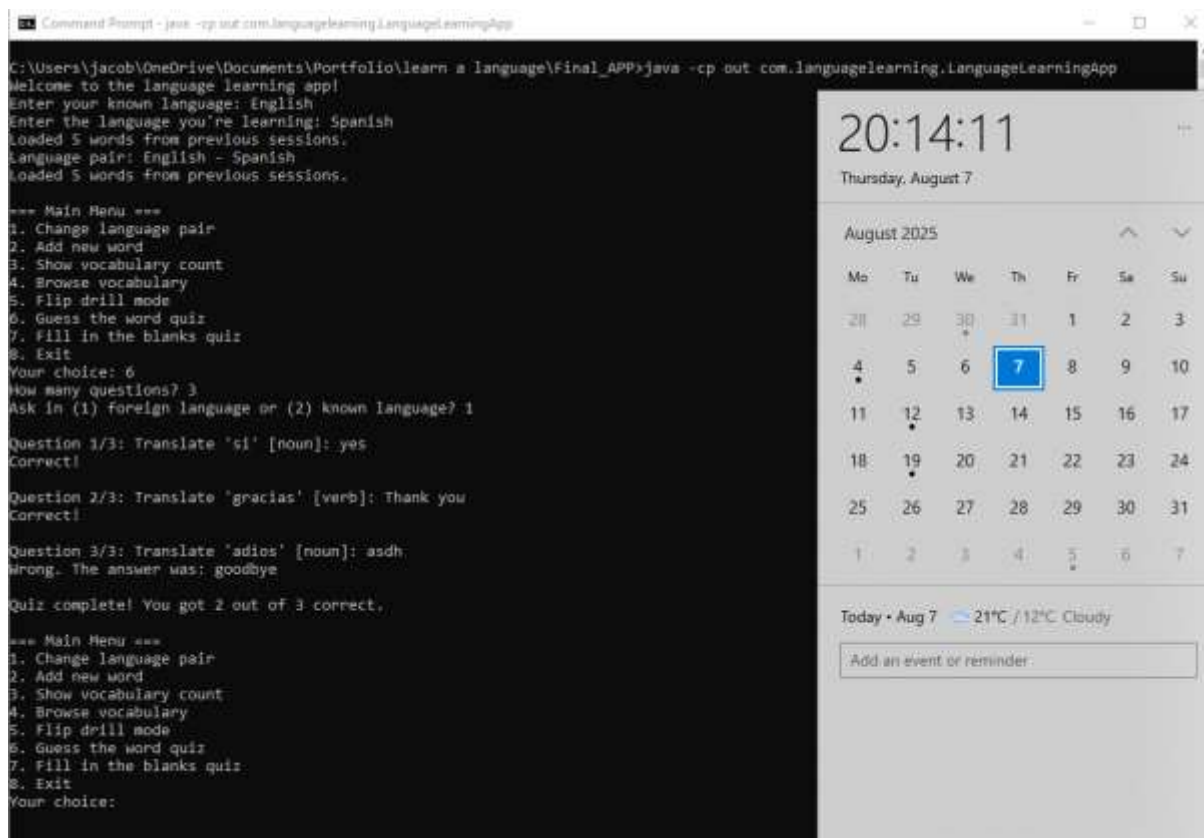 Command Prompt - java -cp out com.languagelearning.LanguageLearningApp
C:\Users\jacob\OneDrive\Documents\Portfolio\learn a language\Final_APP>java -cp out com.languagelearning.LanguageLearningApp
Welcome to the language learning app!
Enter your known language: English
Enter the language you're learning: Spanish
Loaded 5 words from previous sessions.
Language pair: English - Spanish
Loaded 5 words from previous sessions.
=== Main Menu ===
1. Change language pair
2. Add new word
3. Show vocabulary count
4. Browse vocabulary
5. Flip drill mode
6. Guess the word quiz
7. Fill in the blanks quiz
8. Exit
Your choice: 6
How many questions? 3
Ask in (1) foreign language or (2) known language? 1
Question 1/3: Translate 'si' [noun]: yes
Correct!
Question 2/3: Translate 'gracias' [verb]: Thank you
Correct!
Question 3/3: Translate 'adios' [noun]: asdh
Wrong. The answer was: goodbye
Quiz complete! You got 2 out of 3 correct.
=== Main Menu ===
1. Change language pair
2. Add new word
3. Show vocabulary count
4. Browse vocabulary
5. Flip drill mode
6. Guess the word quiz
7. Fill in the blanks quiz
8. Exit
Your choice:
20:14:11
Thursday, August 7
August 2025
Mo Tu We Th Fr Sa Su
28 29 30 31 1 2 3
4 5 6 7 8 9 10
11 12 13 14 15 16 17
18 19 20 21 22 23 24
25 26 27 28 29 30 31
1 2 3 4 5 6 7
Today • Aug 7 21°C / 12°C Cloudy
Add an event or reminder